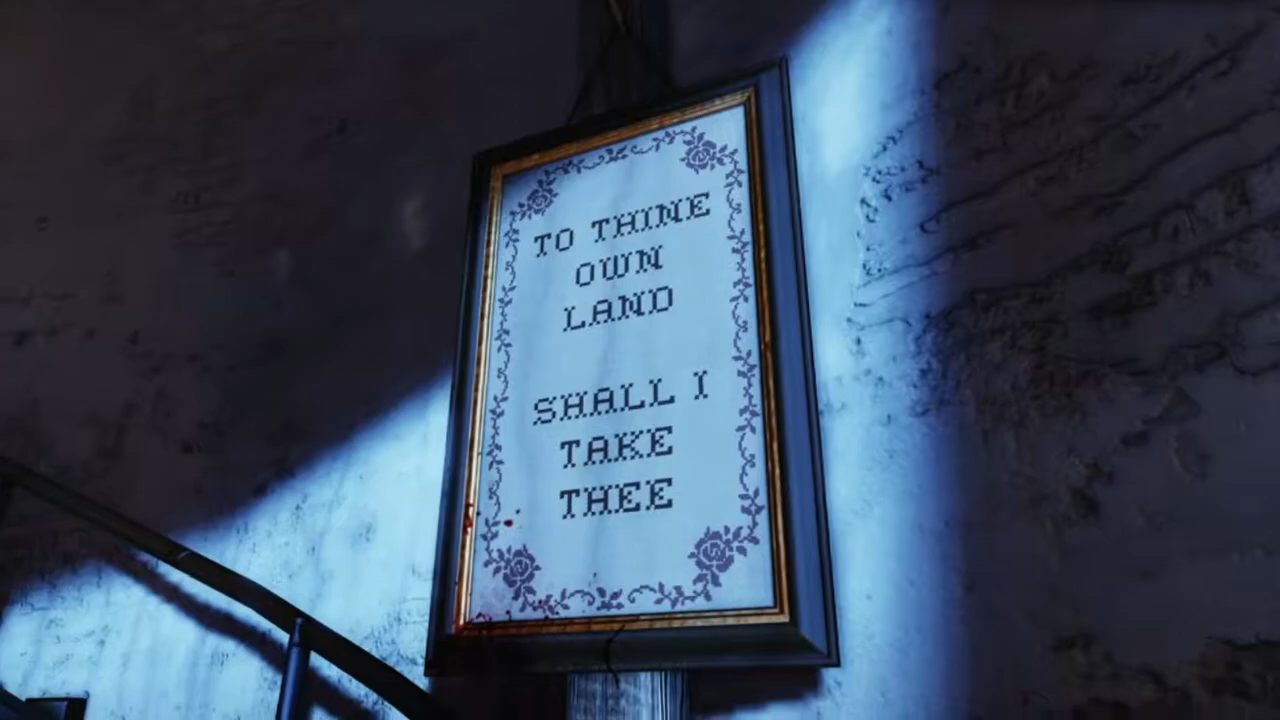 TO THINE
OWN
LAND
SHALL I
TAKE
THEE